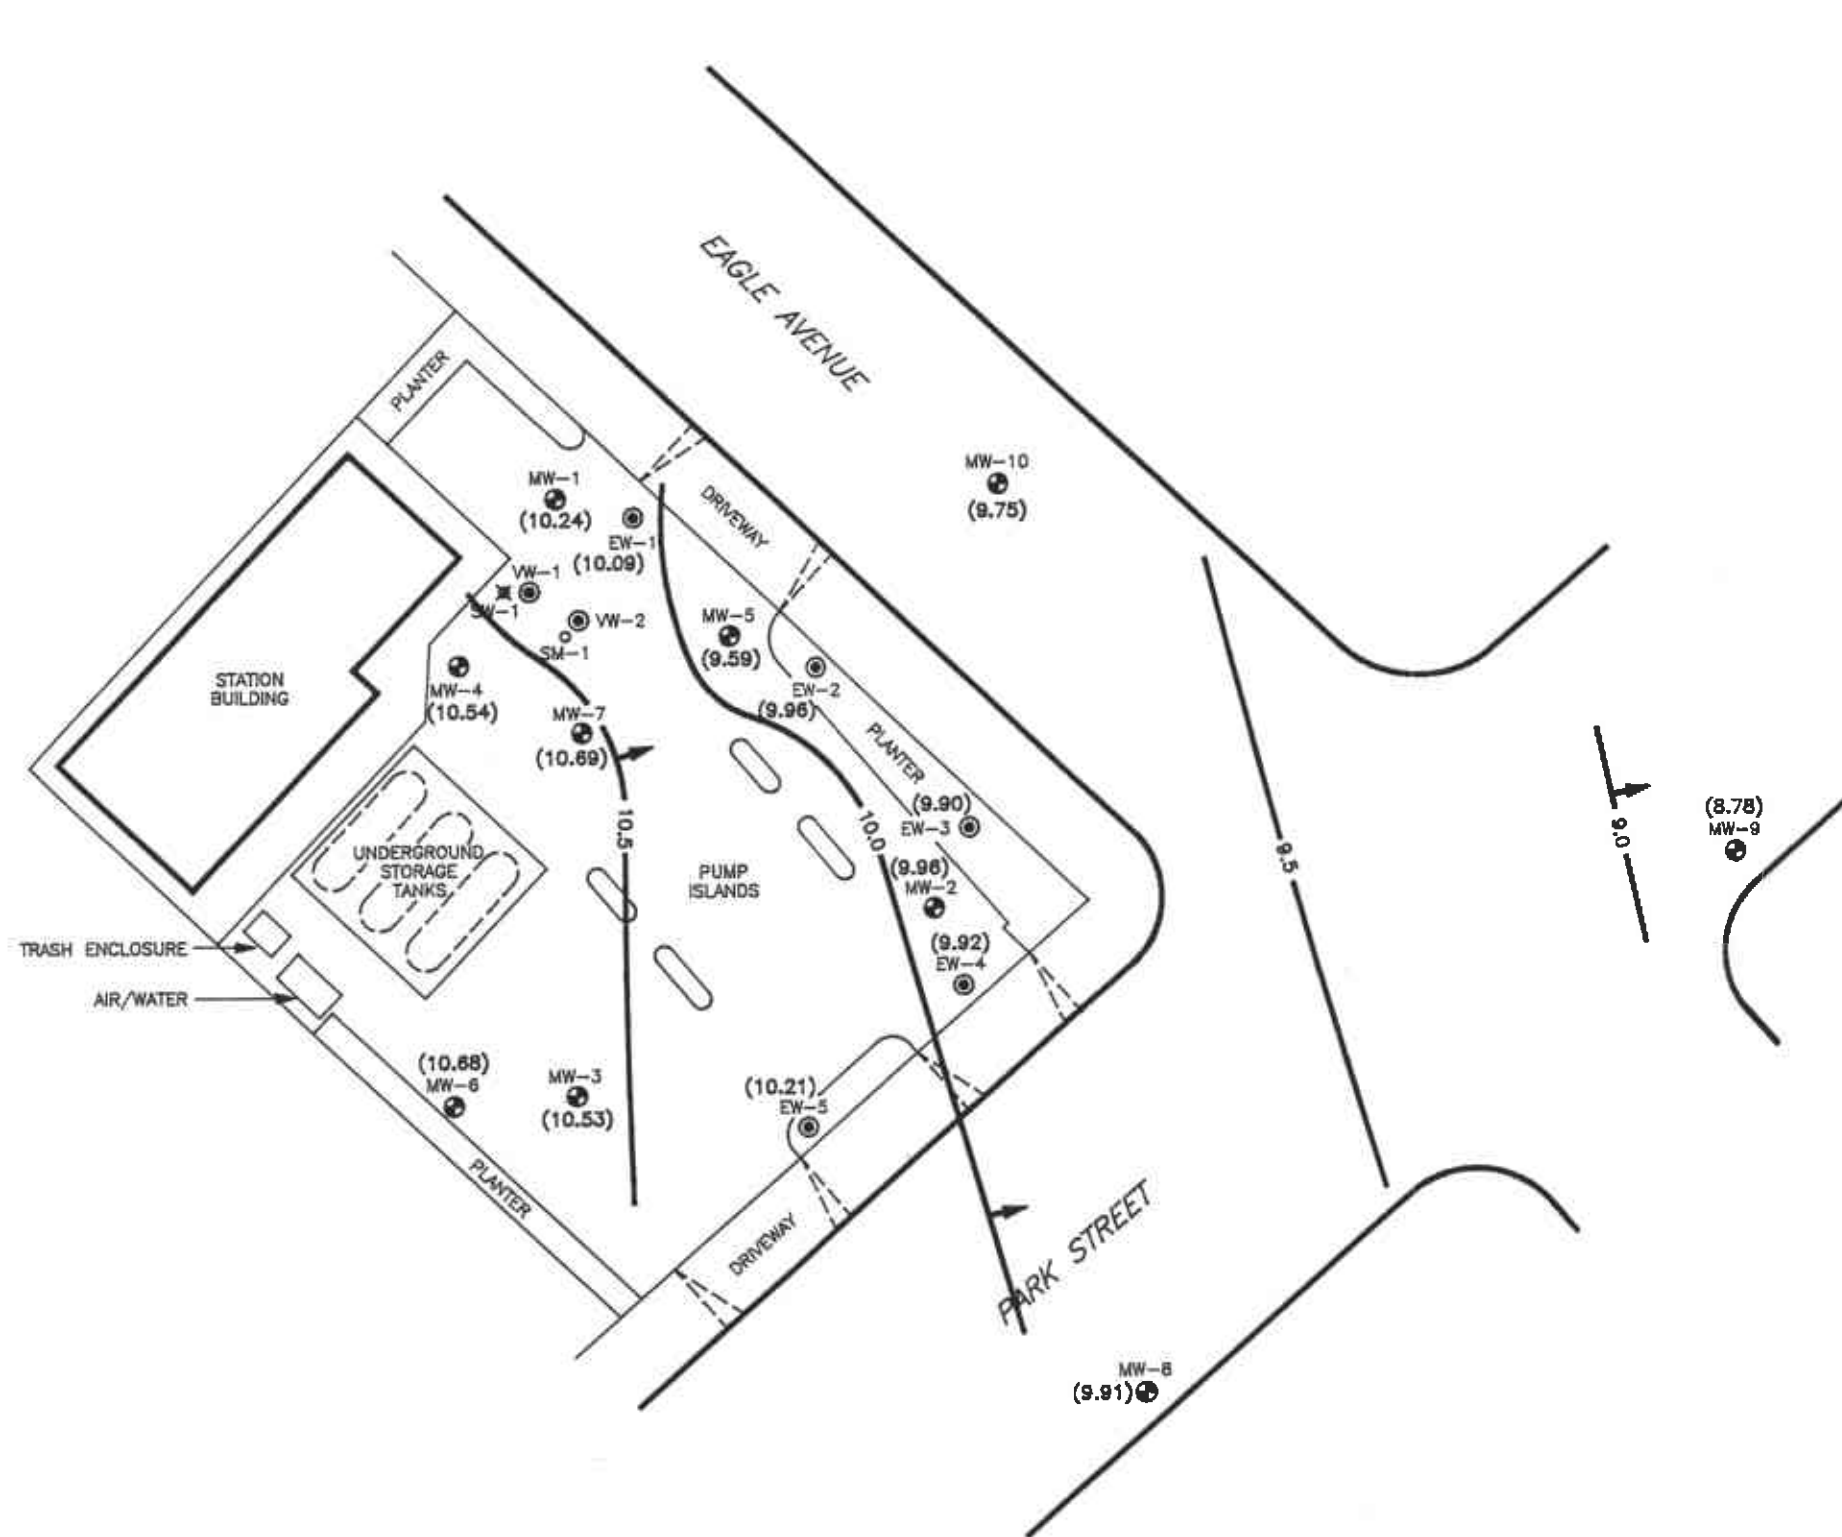 EAGLE AVENUE
PLANTER
MW-10
(9.75)
MW-1
(10.24)
DRIVEWAY
EW-1
(10.09)
VW-1
SW-1
VW-2
SM-1
MW-5
(9.59)
EW-2
(9.96)
MW-4
(10.54)
STATION
BUILDING
MW-7
(10.69)
PLANTER
(9.90)
EW-3
10.5
10.0
9.5
9.0
(8.78)
MW-9
UNDERGROUND
STORAGE
TANKS
PUMP
ISLANDS
(9.96)
MW-2
(9.92)
EW-4
TRASH ENCLOSURE
AIR/WATER
(10.68)
MW-6
MW-3
(10.53)
(10.21)
EW-5
PLANTER
DRIVEWAY
PARK STREET
MW-8
(9.91)